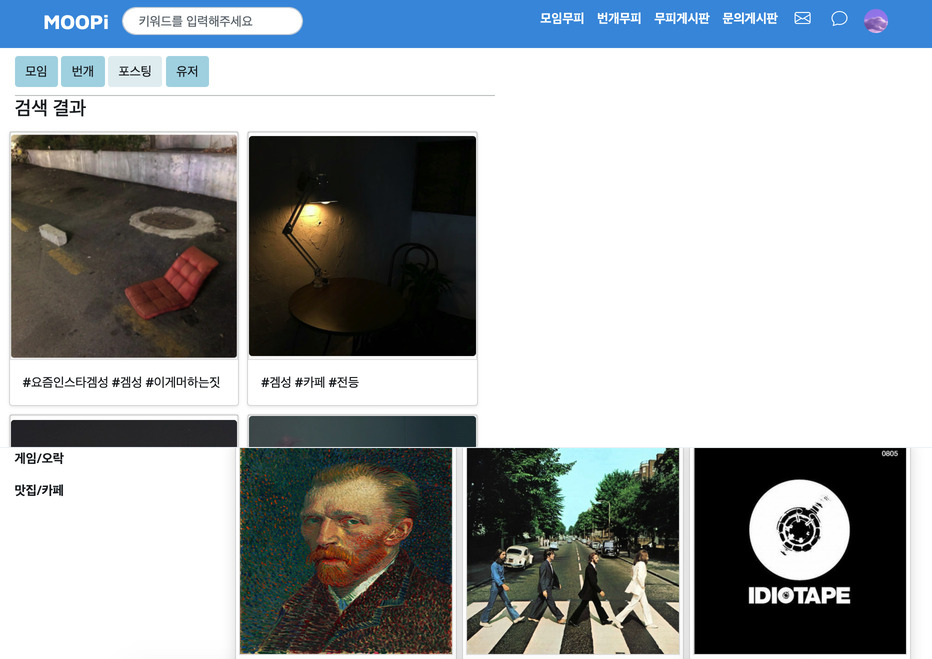 MOOPi
키워드를 입력해주세요
모임무피 번개무피 무피게시판 문의게시판
모임 번개 포스팅 유저
검색 결과
#요즘인스타겜성 #겜성 #이게머하는짓
#겜성 #카페 #전등
게임/오락
맛집/카페
0805
IDIOTAPE